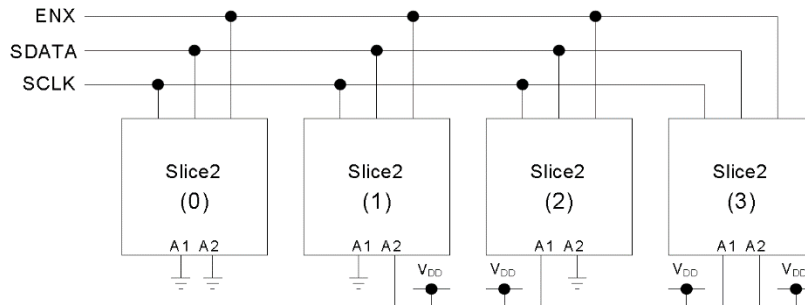 ENX
SDATA
SCLK
Slice2 Slice2 Slice2 Slice2
(0) (1) (2) (3)
A1 A2 A1 A2 A1 A2 A1 A2
VDD VDD VDD VDD